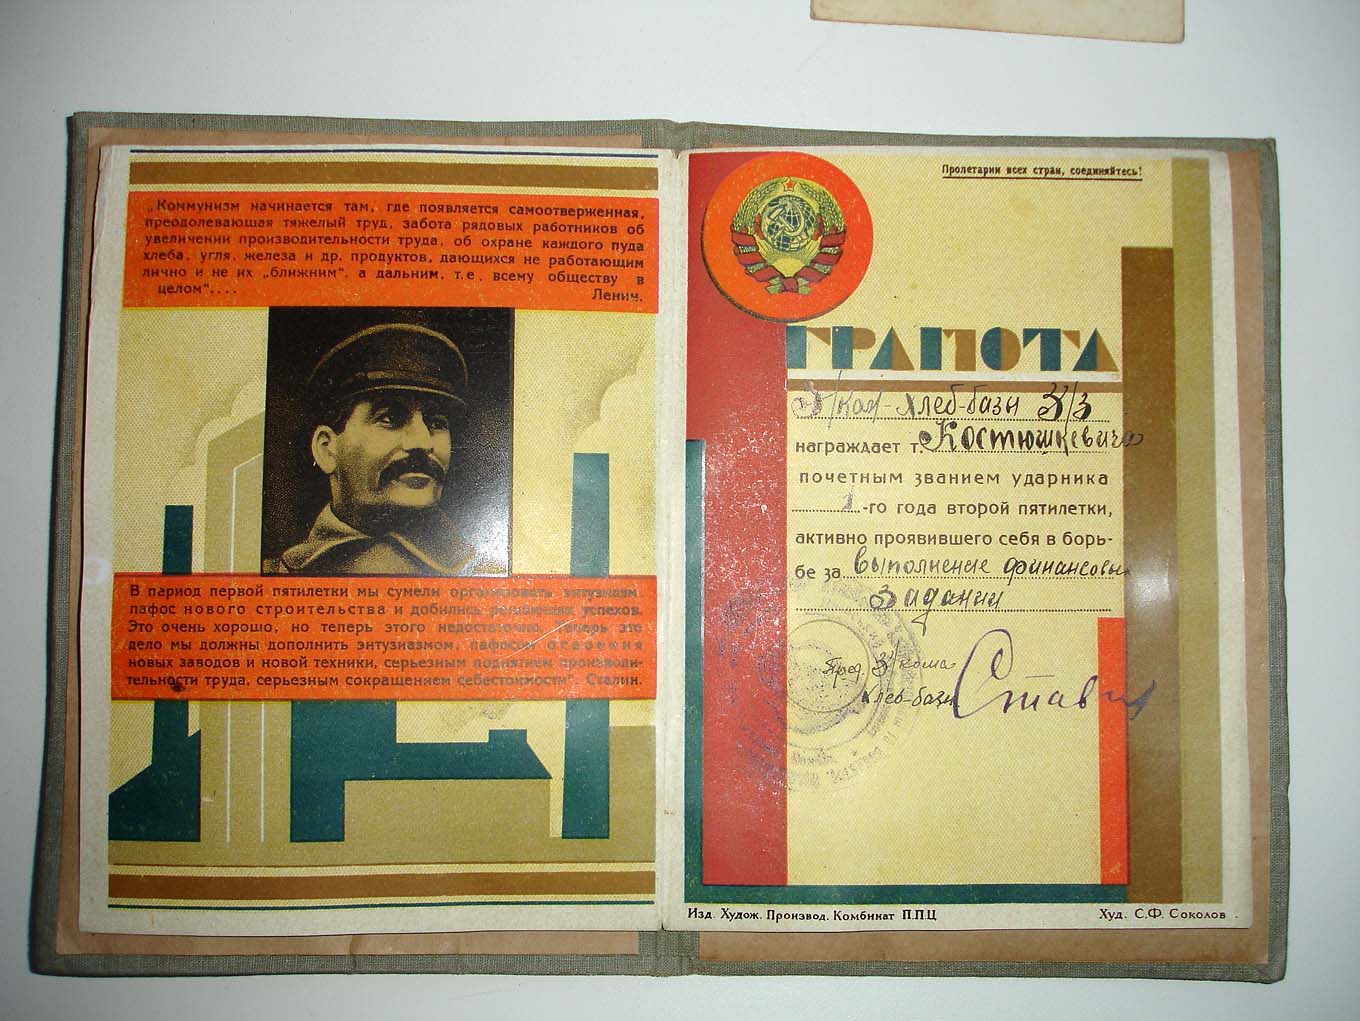 „Коммунизм начинается там, где появляется самоотверженная,
преодолевающая тяжелый труд, забота рядовых работников об
увеличении производительности труда, об охране каждого пуда
хлеба, угля, железа и др. продуктов, дающихся не работающим
лично и не их „ближним“, а дальним, т.е. всему обществу в
целом“....
Ленин.
В период первой пятилетки мы сумели организовать энтузиазм,
пафос нового строительства и добились решающих успехов.
Это очень хорошо, но теперь этого недостаточно. Теперь это
дело мы должны дополнить энтузиазмом, пафосом освоения
новых заводов и новой техники, серьезным поднятием производи-
тельности труда, серьезным сокращением себестоимости“. Сталин.
Пролетарии всех стран, соединяйтесь!
ГРАМОТА
З/ком-хлеб-базы З/З
награждает т. Костюшкевича
почетным званием ударника
1-го года второй пятилетки,
активно проявившего себя в борь-
бе за выполнение финансовы
Задания
Пред. З/кома
Хлеб-базы
Изд. Худож. Производ. Комбинат П.П.Ц
Худ. С.Ф. Соколов.